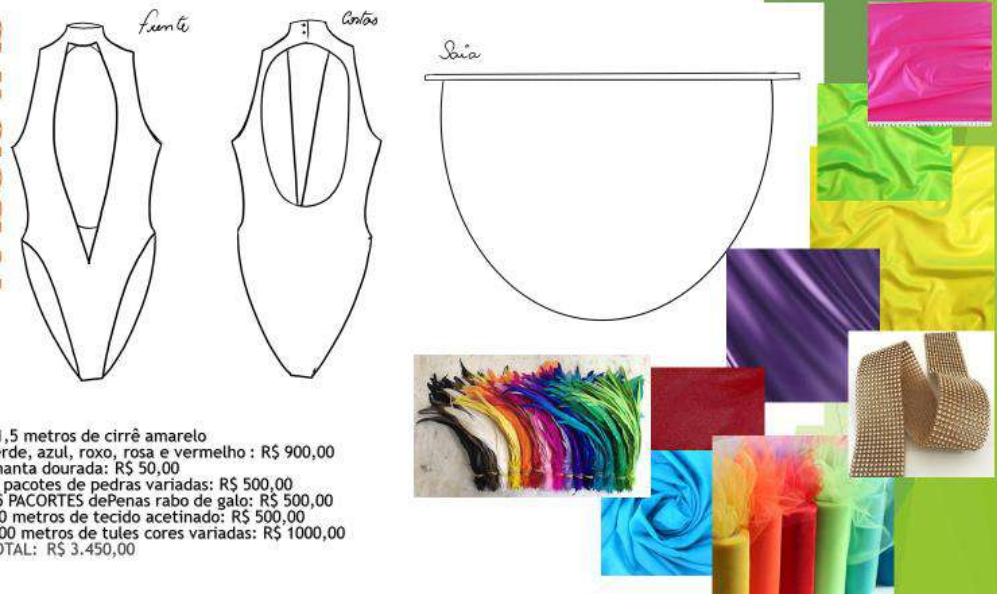 Frente
Costas
Saia
,5 metros de cirrê amarelo
erde, azul, roxo, rosa e vermelho : R$ 900,00
manta dourada: R$ 50,00
pacotes de pedras variadas: R$ 500,00
PACORTES dePenas rabo de galo: R$ 500,00
0 metros de tecido acetinado: R$ 500,00
00 metros de tules cores variadas: R$ 1000,00
OTAL: R$ 3.450,00